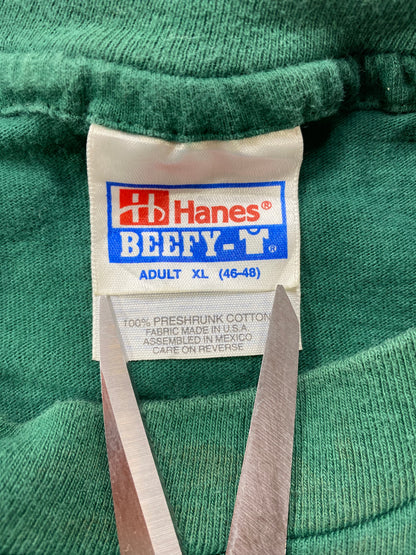 Hanes®
BEEFY-T®
ADULT XL (46-48)
100% PRESHRUNK COTTON
FABRIC MADE IN U.S.A.
ASSEMBLED IN MEXICO
CARE ON REVERSE